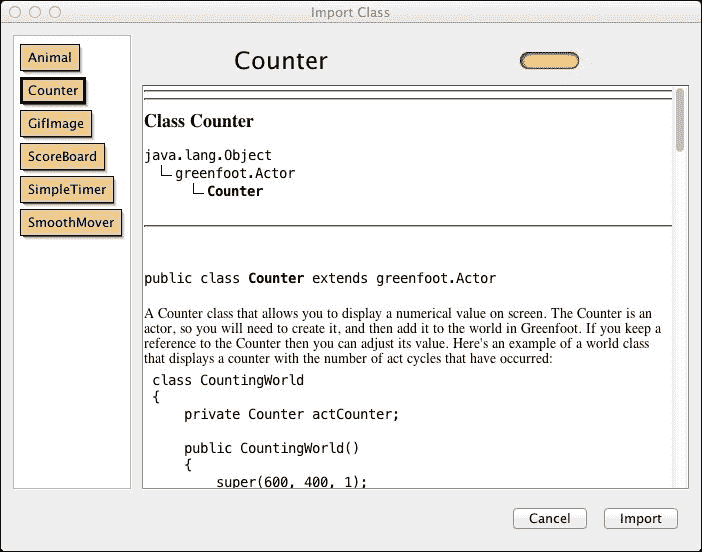 Import Class
Animal
Counter
GifImage
ScoreBoard
SimpleTimer
SmoothMover
Counter
Class Counter
java.lang.Object
greenfoot.Actor
Counter
public class Counter extends greenfoot.Actor
A Counter class that allows you to display a numerical value on screen. The Counter is an
actor, so you will need to create it, and then add it to the world in Greenfoot. If you keep a
reference to the Counter then you can adjust its value. Here's an example of a world class
that displays a counter with the number of act cycles that have occurred:
class CountingWorld
{
private Counter actCounter;
public CountingWorld()
{
super(600, 400, 1);
Cancel
Import